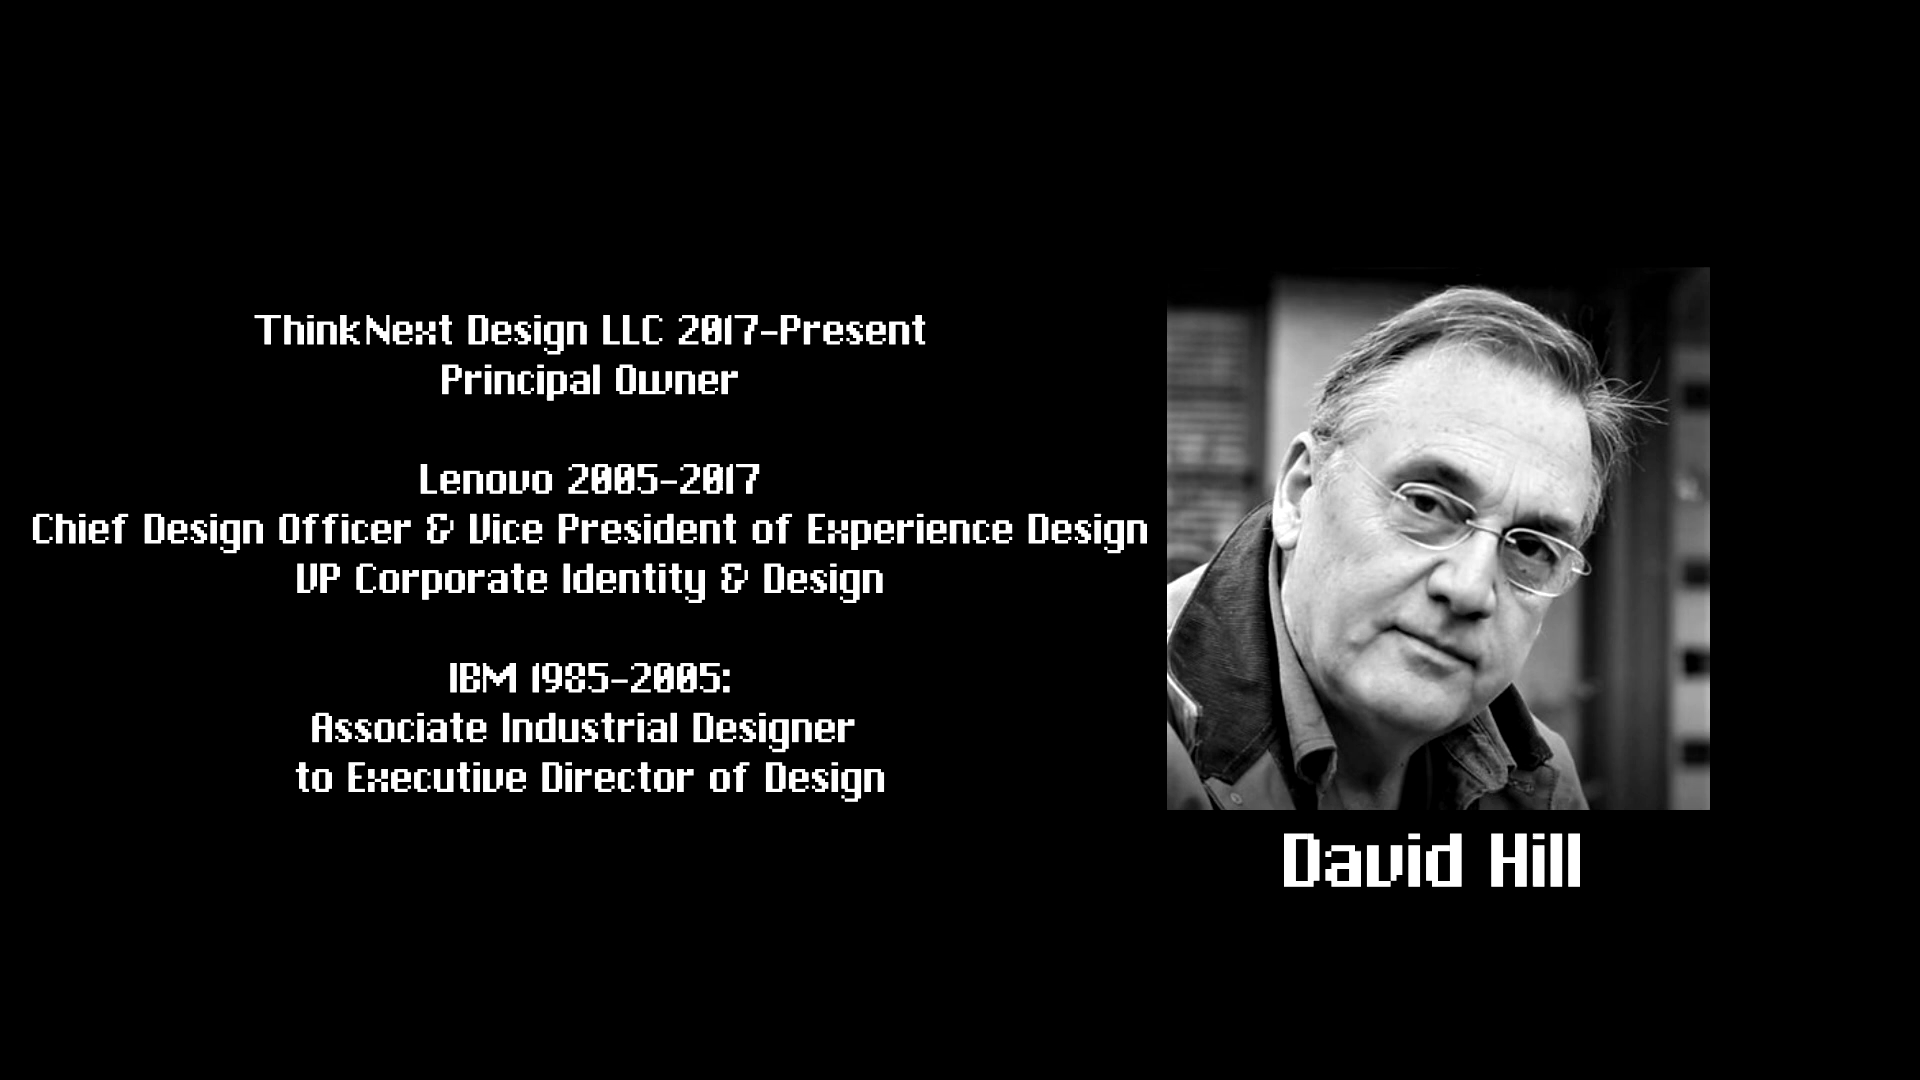 ThinkNext Design LLC 2017-Present
Principal Owner
Lenovo 2005-2017
Chief Design Officer & Vice President of Experience Design
VP Corporate Identity & Design
IBM 1985-2005:
Associate Industrial Designer
to Executive Director of Design
David Hill